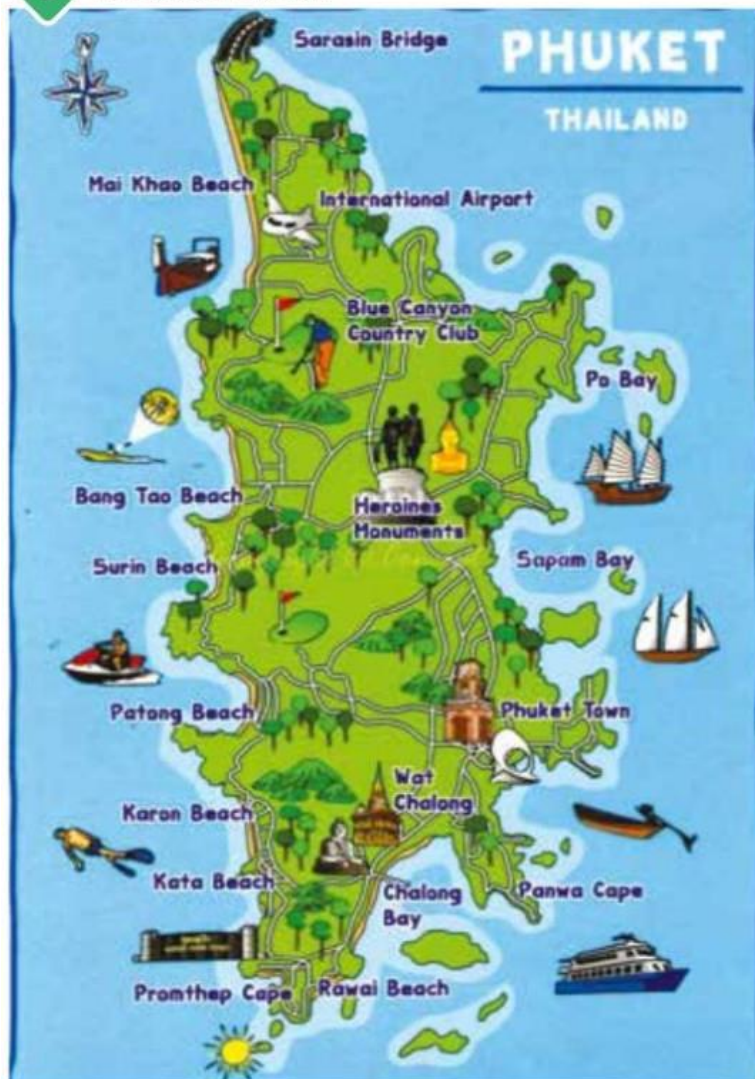 Sarasin Bridge
PHUKET
THAILAND
Mai Khao Beach
International Airport
Blue Canyon
Country Club
Po Bay
Bang Tao Beach
Heroines
Monuments
Surin Beach
Sapam Bay
Patong Beach
Phuket Town
Wat
Chalong
Karon Beach
Kata Beach
Chalong
Bay
Panwa Cape
Promthep Cape
Rawai Beach